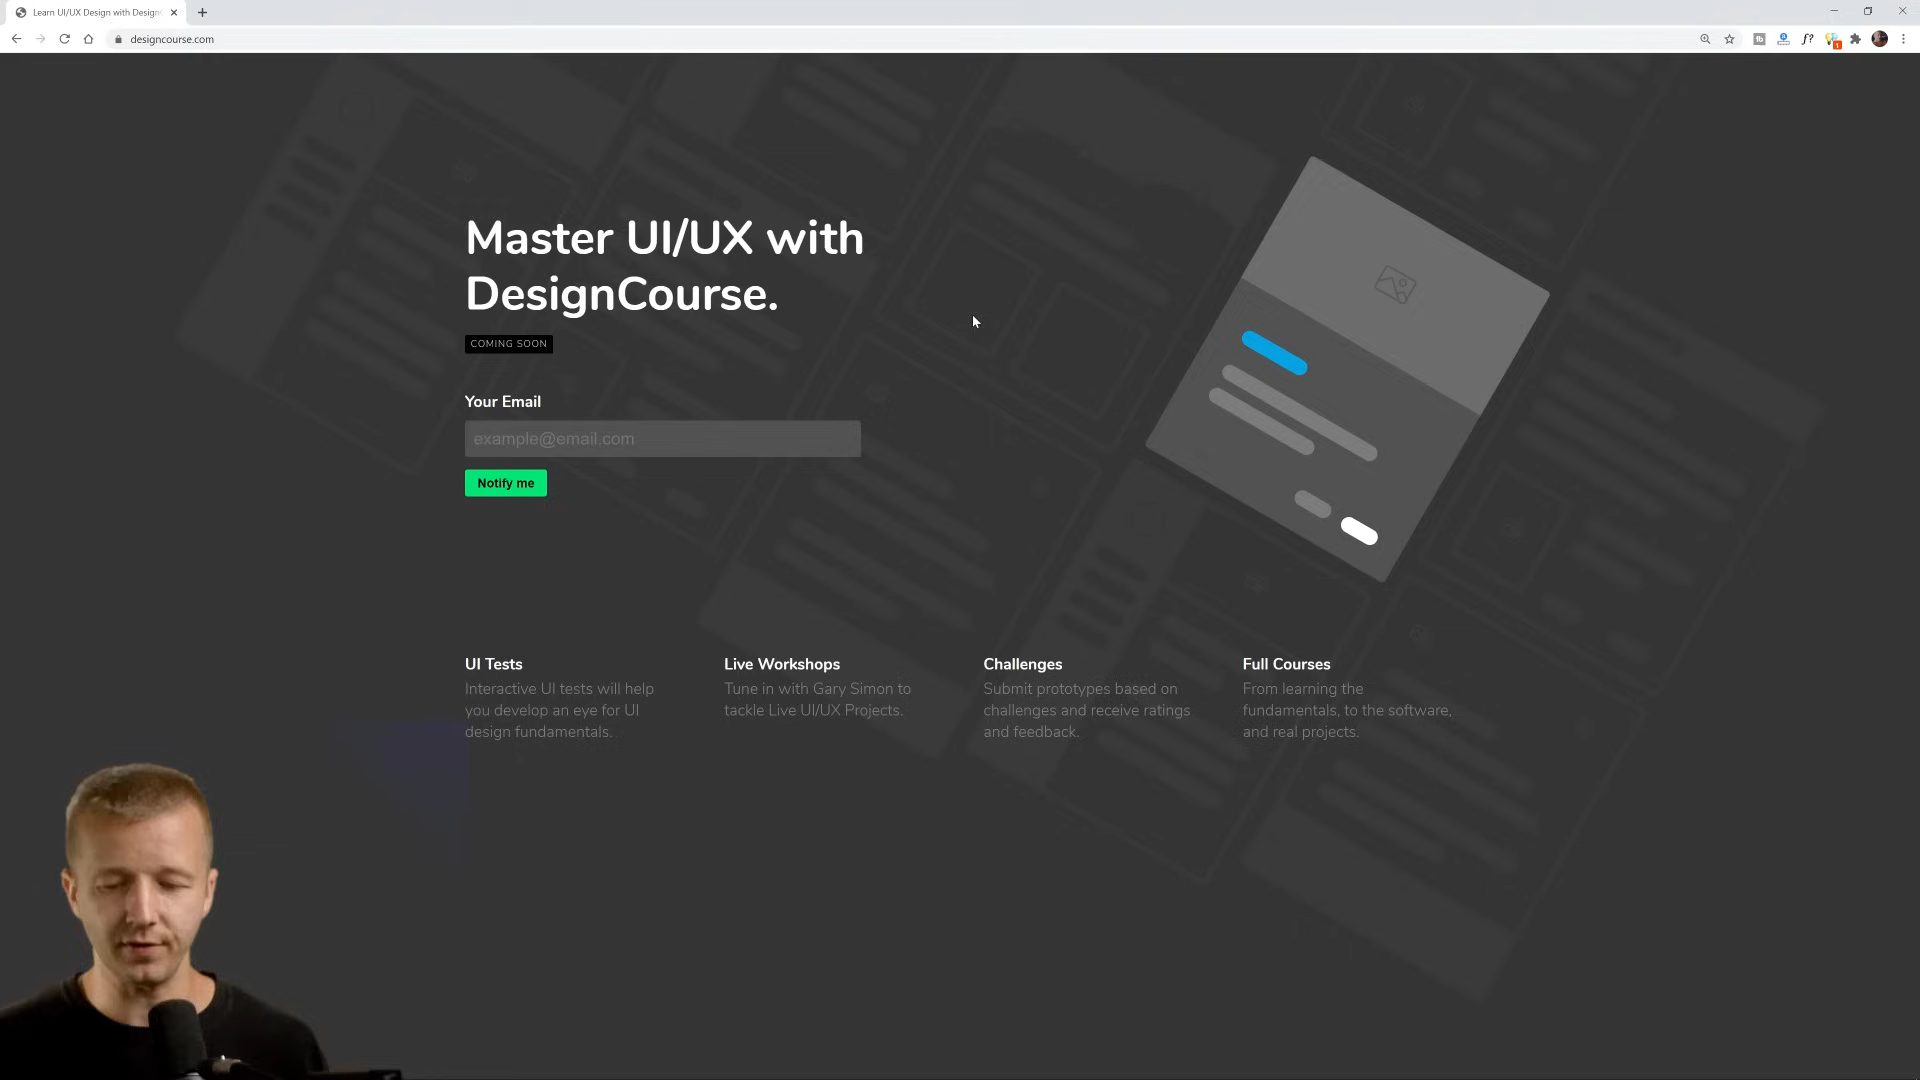 Learn UI/UX Design with Design
designcourse.com
Master UI/UX with
DesignCourse.
COMING SOON
Your Email
example@email.com
Notify me
UI Tests
Interactive UI tests will help
you develop an eye for UI
design fundamentals.
Live Workshops
Tune in with Gary Simon to
tackle Live UI/UX Projects.
Challenges
Submit prototypes based on
challenges and receive ratings
and feedback.
Full Courses
From learning the
fundamentals, to the software,
and real projects.